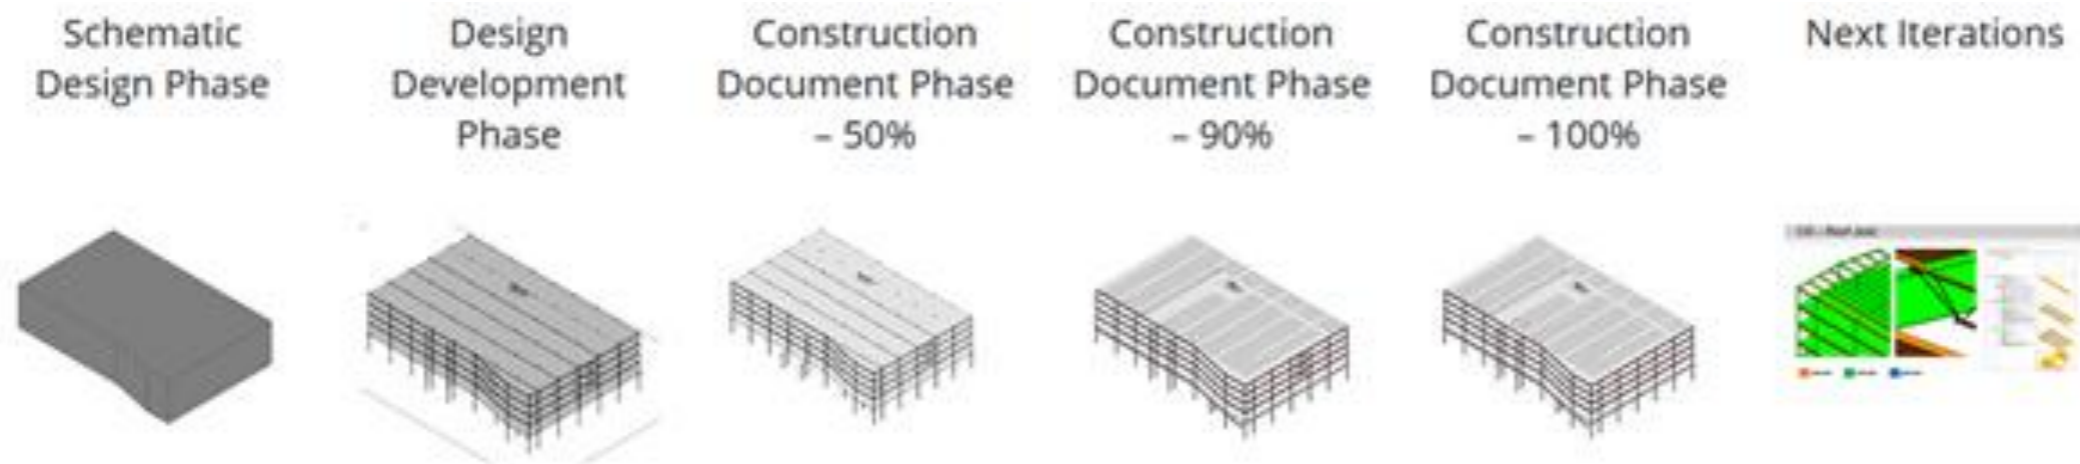 Schematic
Design Phase
Design
Development
Phase
Construction
Document Phase
– 50%
Construction
Document Phase
– 90%
Construction
Document Phase
– 100%
Next Iterations